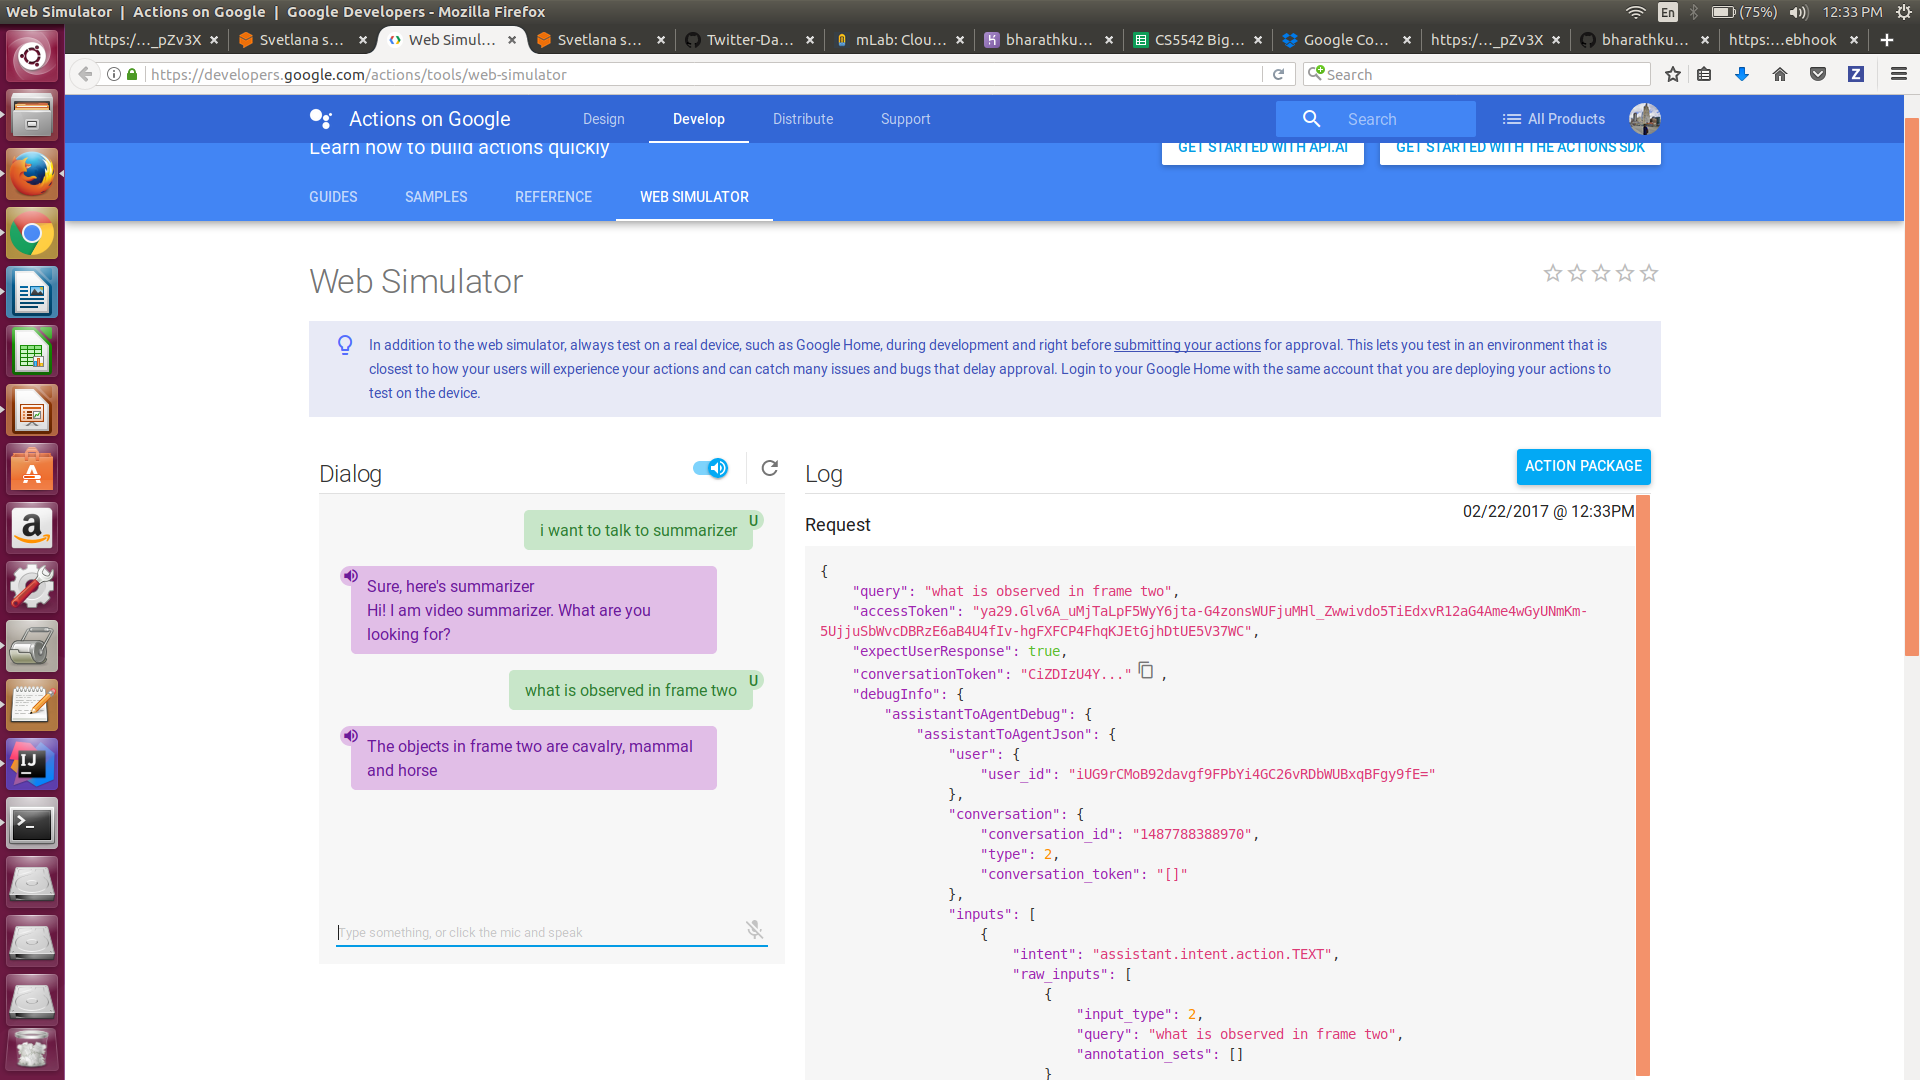 Web Simulator | Actions on Google | Google Developers - Mozilla Firefox
En
(75%)
12:33 PM
https:/…_pZv3X
Svetlana s…
Web Simul…
Svetlana s…
Twitter-Da…
mLab: Clou…
bharathku…
CS5542 Big…
Google Co…
https:/…_pZv3X
bharathku…
https:…ebhook
https://developers.google.com/actions/tools/web-simulator
Search
Actions on Google
Design
Develop
Distribute
Support
Search
All Products
Learn how to build actions quickly
GET STARTED WITH API.AI
GET STARTED WITH THE ACTIONS SDK
GUIDES
SAMPLES
REFERENCE
WEB SIMULATOR
Web Simulator
In addition to the web simulator, always test on a real device, such as Google Home, during development and right before submitting your actions for approval. This lets you test in an environment that is
closest to how your users will experience your actions and can catch many issues and bugs that delay approval. Login to your Google Home with the same account that you are deploying your actions to
test on the device.
Dialog
i want to talk to summarizer
U
Sure, here's summarizer
Hi! I am video summarizer. What are you
looking for?
what is observed in frame two
U
The objects in frame two are cavalry, mammal
and horse
Type something, or click the mic and speak
Log
ACTION PACKAGE
02/22/2017 @ 12:33PM
Request
{
"query": "what is observed in frame two",
"accessToken": "ya29.Glv6A_uMjTaLpF5WyY6jta-G4zonsWUFjuMHl_Zwwivdo5TiEdxvR12aG4Ame4wGyUNmKm-
5UjjuSbWvcDBRzE6aB4U4fIv-hgFXFCP4FhqKJEtGjhDtUE5V37WC",
"expectUserResponse": true,
"conversationToken": "CiZDIzU4Y..." ,
"debugInfo": {
"assistantToAgentDebug": {
"assistantToAgentJson": {
"user": {
"user_id": "iUG9rCMoB92davgf9FPbYi4GC26vRDbWUBxqBFgy9fE="
},
"conversation": {
"conversation_id": "1487788388970",
"type": 2,
"conversation_token": "[]"
},
"inputs": [
{
"intent": "assistant.intent.action.TEXT",
"raw_inputs": [
{
"input_type": 2,
"query": "what is observed in frame two",
"annotation_sets": []
}